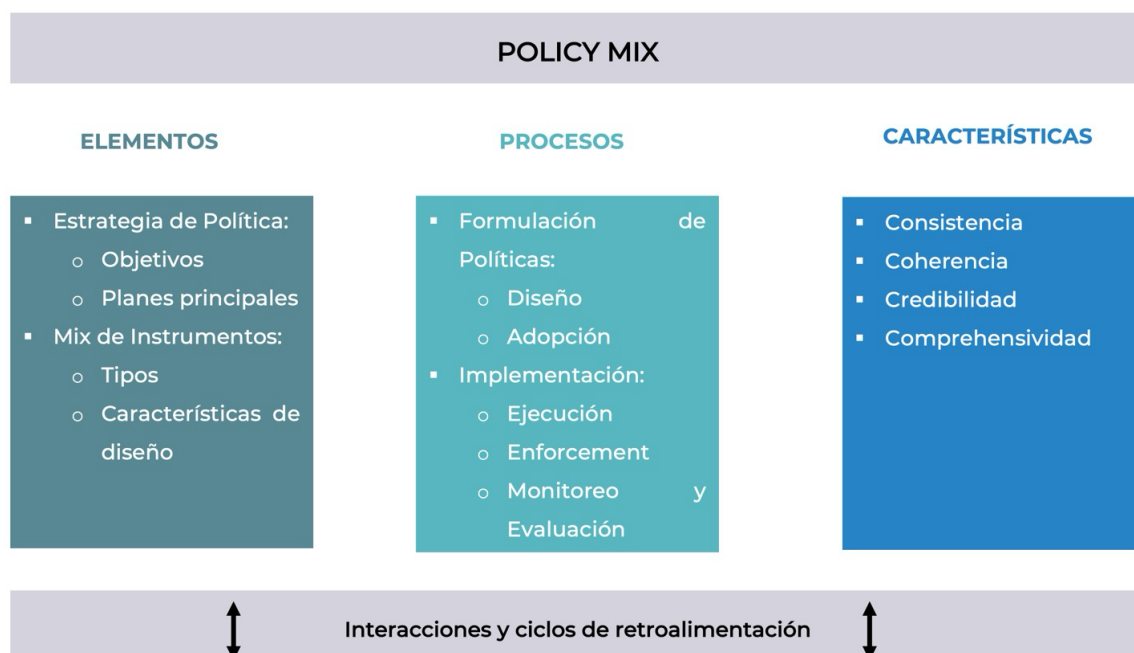 POLICY MIX
ELEMENTOS
PROCESOS
CARACTERÍSTICAS
▪ Estrategia de Política:
o Objetivos
o Planes principales
▪ Mix de Instrumentos:
o Tipos
o Características de
diseño
▪ Formulación de
Políticas:
o Diseño
o Adopción
▪ Implementación:
o Ejecución
o Enforcement
o Monitoreo y
Evaluación
▪ Consistencia
▪ Coherencia
▪ Credibilidad
▪ Comprehensividad
Interacciones y ciclos de retroalimentación